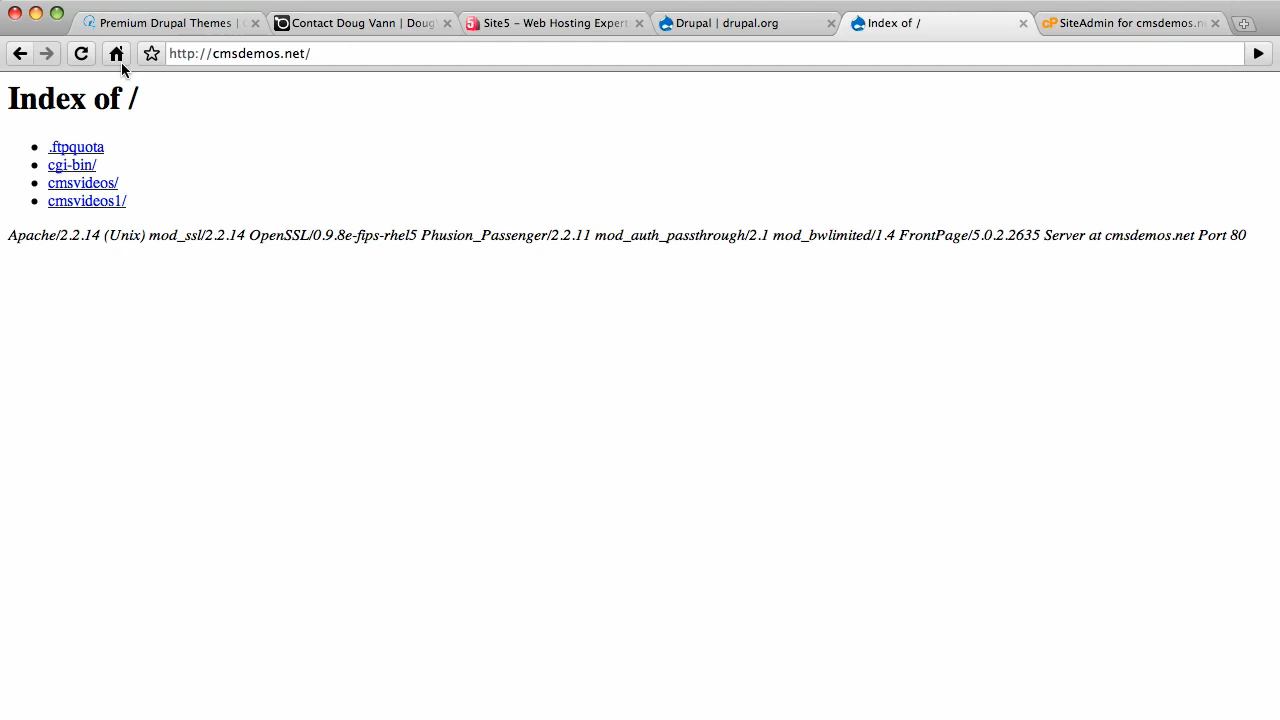 Premium Drupal Themes |
Contact Doug Vann | Doug
5 Site5 – Web Hosting Expert
Drupal | drupal.org
Index of /
cP SiteAdmin for cmsdemos.n
http://cmsdemos.net/
Index of /
.ftpquota
cgi-bin/
cmsvideos/
cmsvideos1/
Apache/2.2.14 (Unix) mod_ssl/2.2.14 OpenSSL/0.9.8e-fips-rhel5 Phusion_Passenger/2.2.11 mod_auth_passthrough/2.1 mod_bwlimited/1.4 FrontPage/5.0.2.2635 Server at cmsdemos.net Port 80